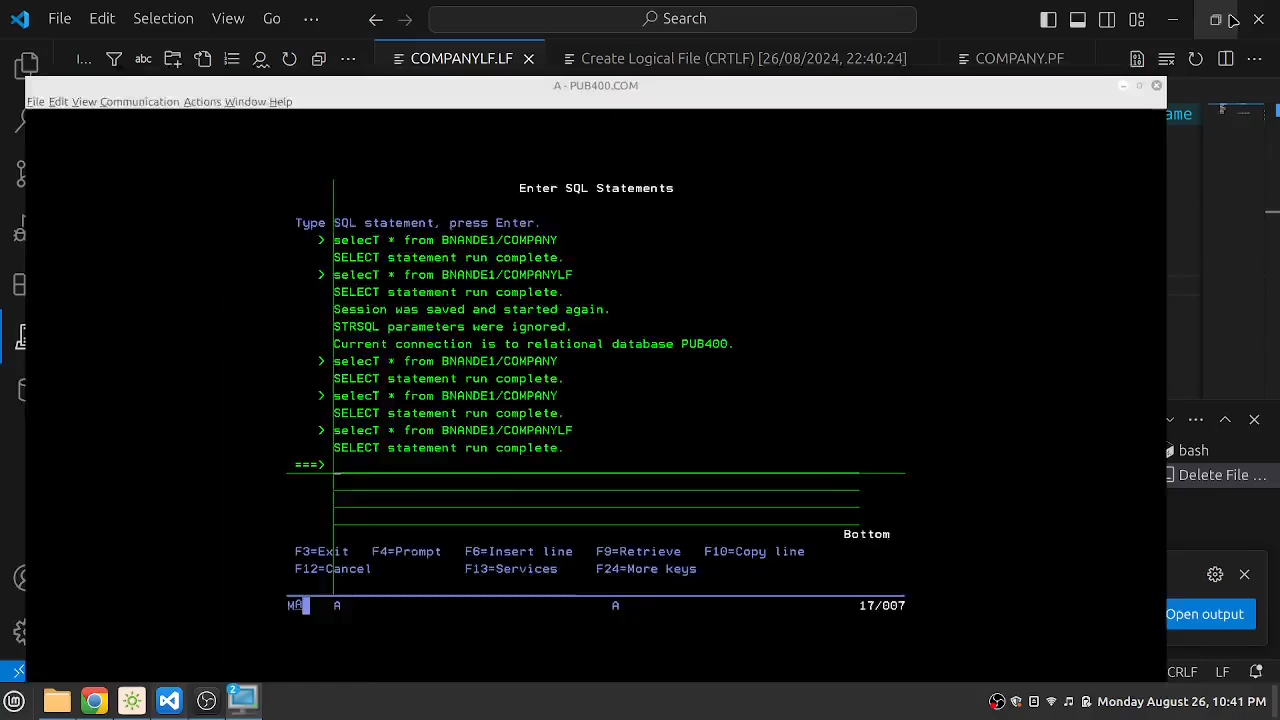 File Edit Selection View Go ··· Search
l... abc ··· COMPANYLF.LF Create Logical File (CRTLF) [26/08/2024, 22:40:24] COMPANY.PF ···
A - PUB400.COM
File Edit View Communication Actions Window Help
ame
Enter SQL Statements
Type SQL statement, press Enter.
> selecT * from BNANDE1/COMPANY
SELECT statement run complete.
> selecT * from BNANDE1/COMPANYLF
SELECT statement run complete.
Session was saved and started again.
STRSQL parameters were ignored.
Current connection is to relational database PUB400.
> selecT * from BNANDE1/COMPANY
SELECT statement run complete.
> selecT * from BNANDE1/COMPANY
SELECT statement run complete.
> selecT * from BNANDE1/COMPANYLF
SELECT statement run complete.
===>
bash
Delete File ...
Bottom
F3=Exit F4=Prompt F6=Insert line F9=Retrieve F10=Copy line
F12=Cancel F13=Services F24=More keys
MA A A 17/007
Open output
CRLF LF
2
Monday August 26, 10:41 PM